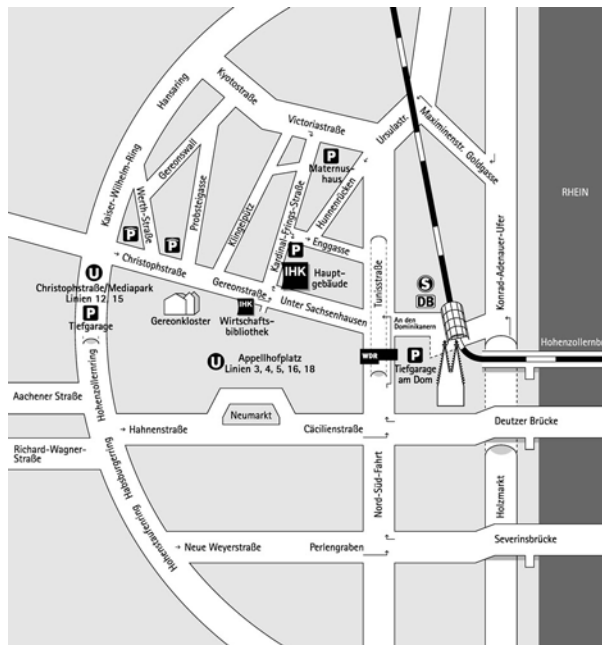 Hansaring
Kyotostraße
Victoriastraße
Ursulastr.
Maximinenstr.
Goldgasse
RHEIN
Kaiser-Wilhelm-Ring
Werth-Straße
Gereonswall
Probsteigasse
Klingelpütz
Kardinal-Frings-Straße
P
Maternus-
haus
Hunnenrücken
Konrad-Adenauer-Ufer
P
P
P
Enggasse
Christophstraße
U
Christophstraße/Mediapark
Linien 12, 15
P
Tiefgarage
Gereonkloster
Gereonstraße
IHK
Haupt-
gebäude
IHK
Wirtschafts-
bibliothek
Unter Sachsenhausen
Tunisstraße
S
DB
An den
Dominikanern
Hohenzollernb
WDR
P
Tiefgarage
am Dom
U
Appellhofplatz
Linien 3, 4, 5, 16, 18
Hohenzollernring
Aachener Straße
Neumarkt
Hahnenstraße
Cäcilienstraße
Deutzer Brücke
Richard-Wagner-
Straße
Habsburgerring
Nord-Süd-Fahrt
Holzmarkt
Hohenstaufenring
Neue Weyerstraße
Perlengraben
Severinsbrücke